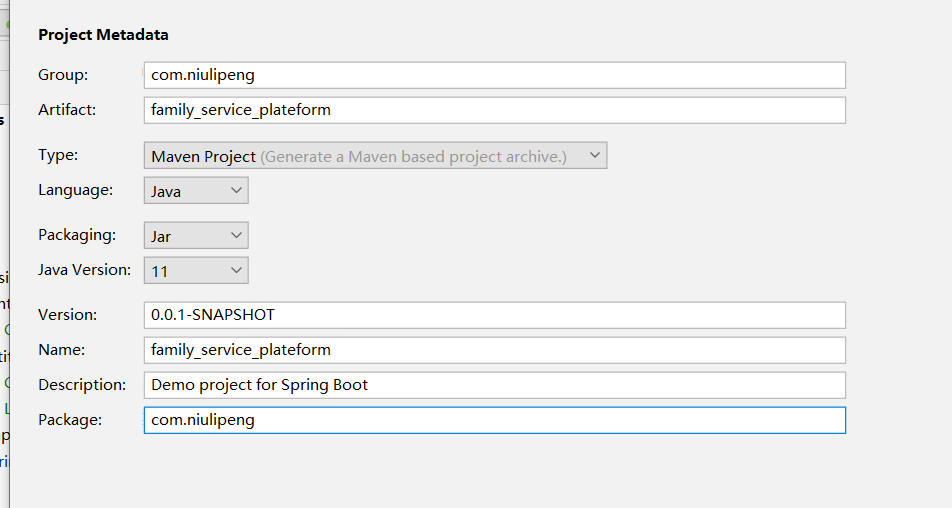 Project Metadata
Group: com.niulipeng
Artifact: family_service_plateform
Type: Maven Project (Generate a Maven based project archive.)
Language: Java
Packaging: Jar
Java Version: 11
Version: 0.0.1-SNAPSHOT
Name: family_service_plateform
Description: Demo project for Spring Boot
Package: com.niulipeng